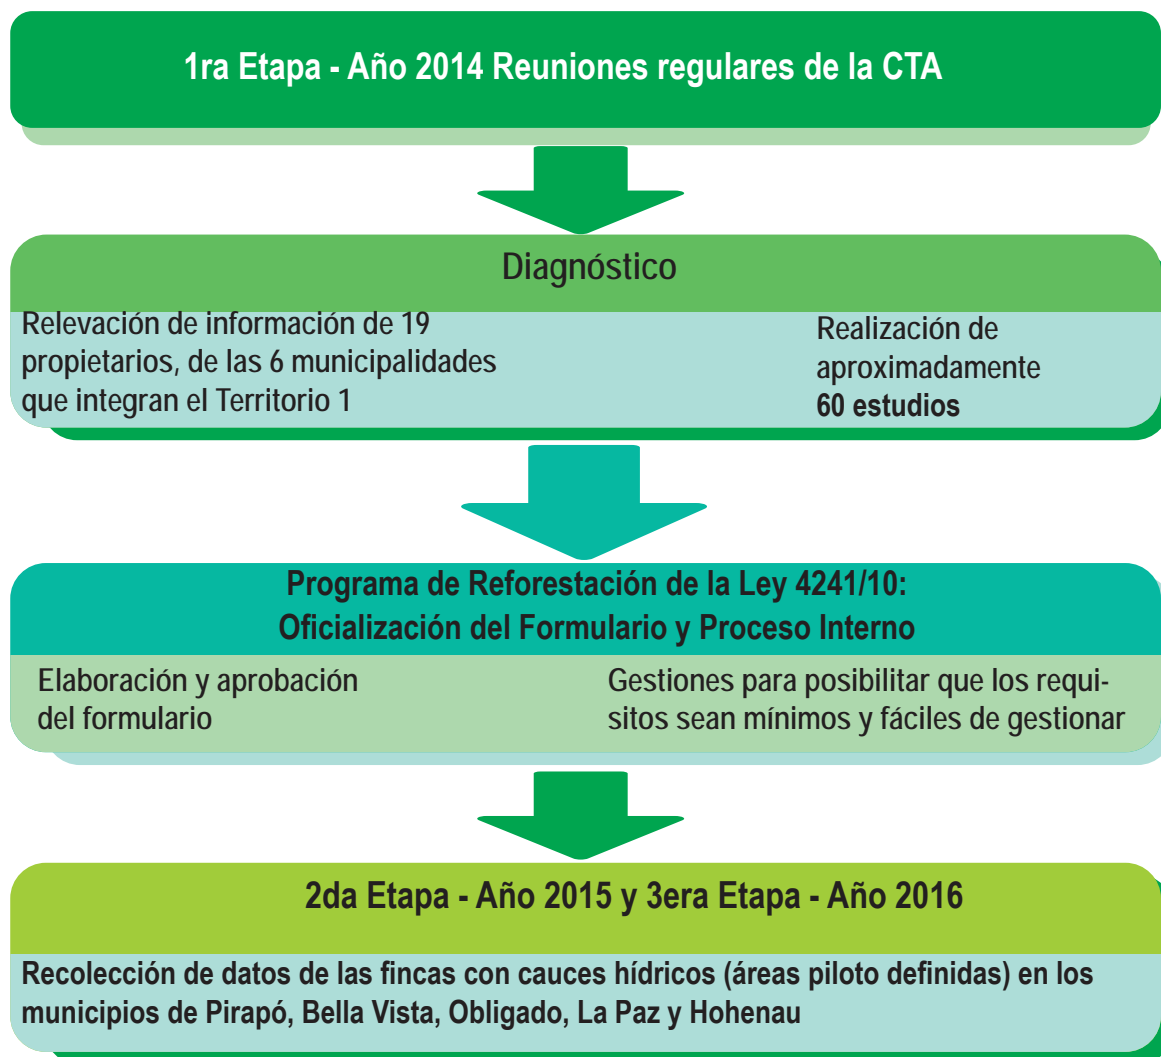 1ra Etapa - Año 2014 Reuniones regulares de la CTA
Diagnóstico
Relevación de información de 19
propietarios, de las 6 municipalidades
que integran el Territorio 1
Realización de
aproximadamente
60 estudios
Programa de Reforestación de la Ley 4241/10:
Oficialización del Formulario y Proceso Interno
Elaboración y aprobación
del formulario
Gestiones para posibilitar que los requi-
sitos sean mínimos y fáciles de gestionar
2da Etapa - Año 2015 y 3era Etapa - Año 2016
Recolección de datos de las fincas con cauces hídricos (áreas piloto definidas) en los
municipios de Pirapó, Bella Vista, Obligado, La Paz y Hohenau